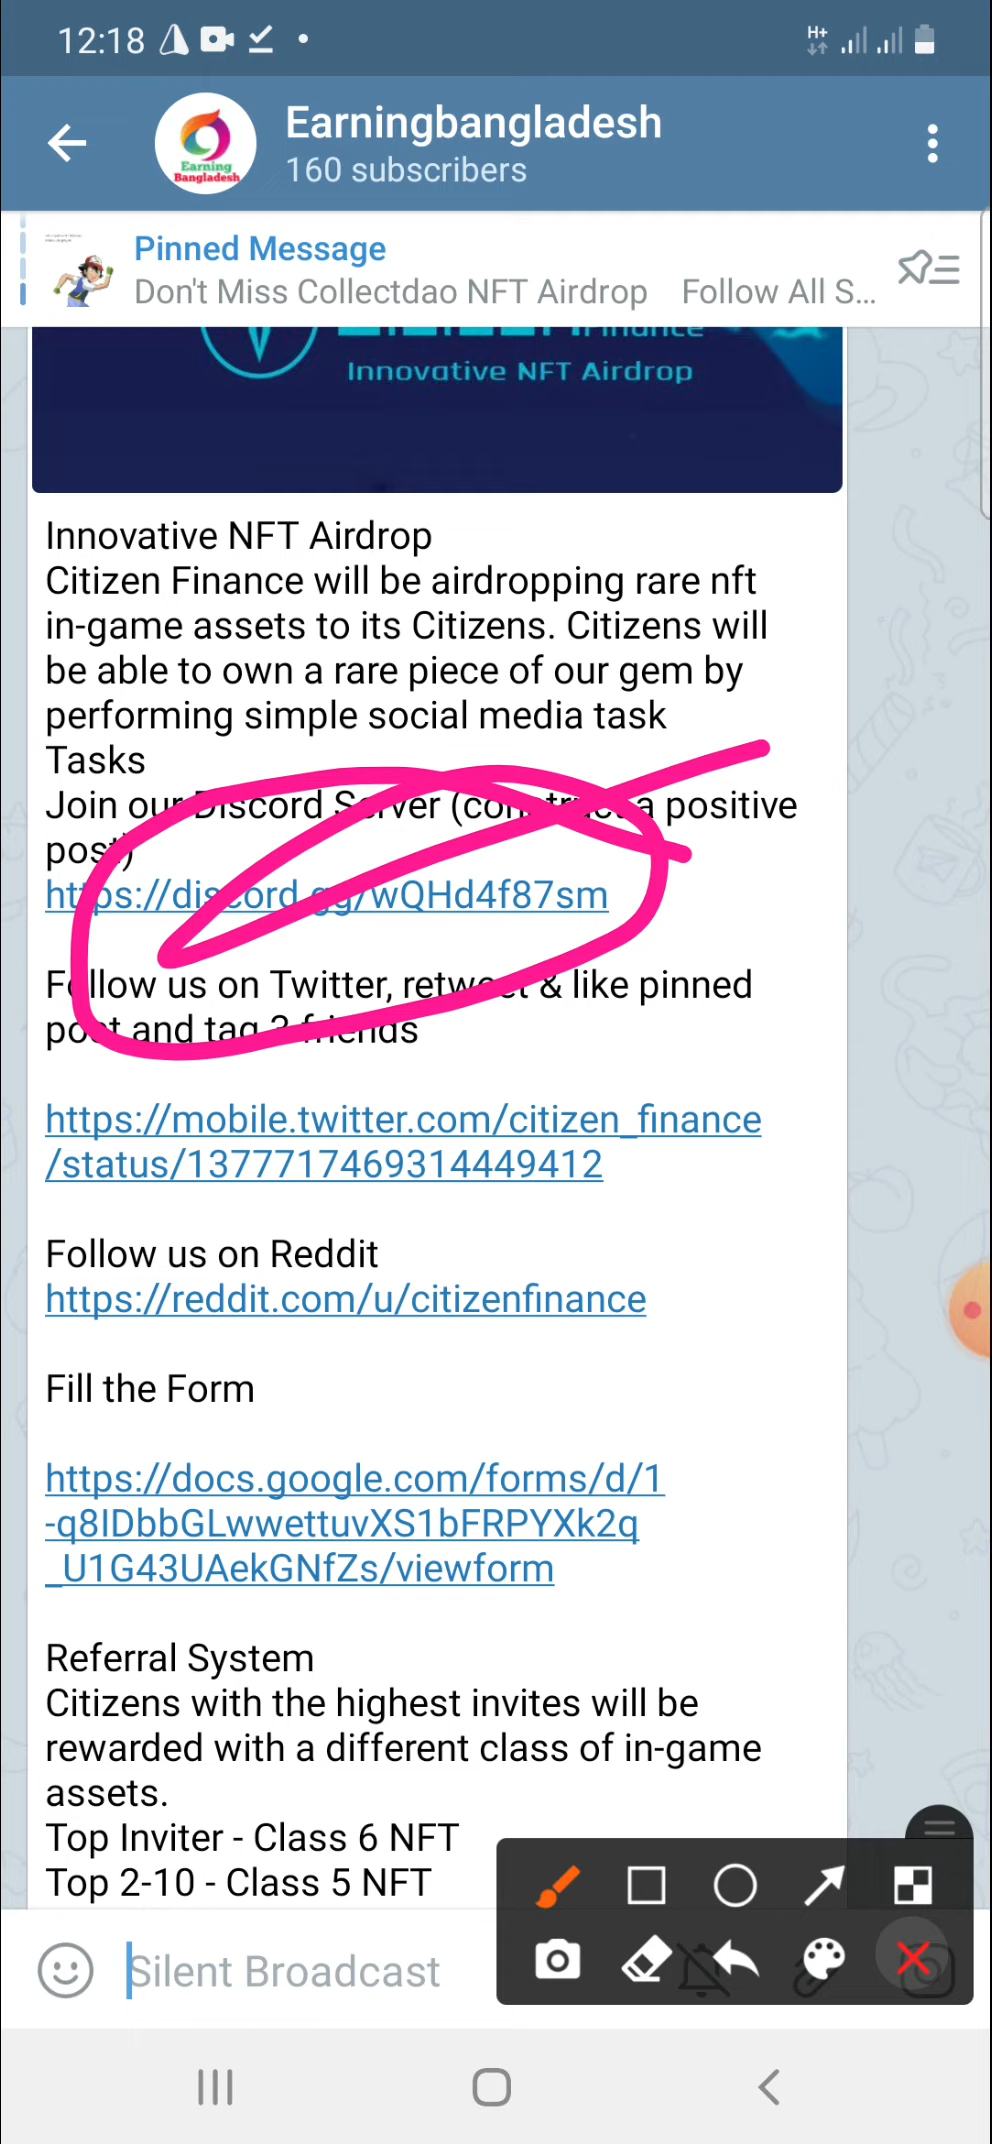 12:18
H+
Earningbangladesh
160 subscribers
Earning
Bangladesh
Pinned Message
Don't Miss Collectdao NFT Airdrop Follow All S...
Finance
Innovative NFT Airdrop
Innovative NFT Airdrop
Citizen Finance will be airdropping rare nft
in-game assets to its Citizens. Citizens will
be able to own a rare piece of our gem by
performing simple social media task
Tasks
Join our Discord Server (construct a positive
post)
https://discord.gg/wQHd4f87sm
Follow us on Twitter, retweet & like pinned
post and tag friends
https://mobile.twitter.com/citizen_finance
/status/1377717469314449412
Follow us on Reddit
https://reddit.com/u/citizenfinance
Fill the Form
https://docs.google.com/forms/d/1
-q8IDbbGLwwettuvXS1bFRPYXk2q
_U1G43UAekGNfZs/viewform
Referral System
Citizens with the highest invites will be
rewarded with a different class of in-game
assets.
Top Inviter - Class 6 NFT
Top 2-10 - Class 5 NFT
Silent Broadcast